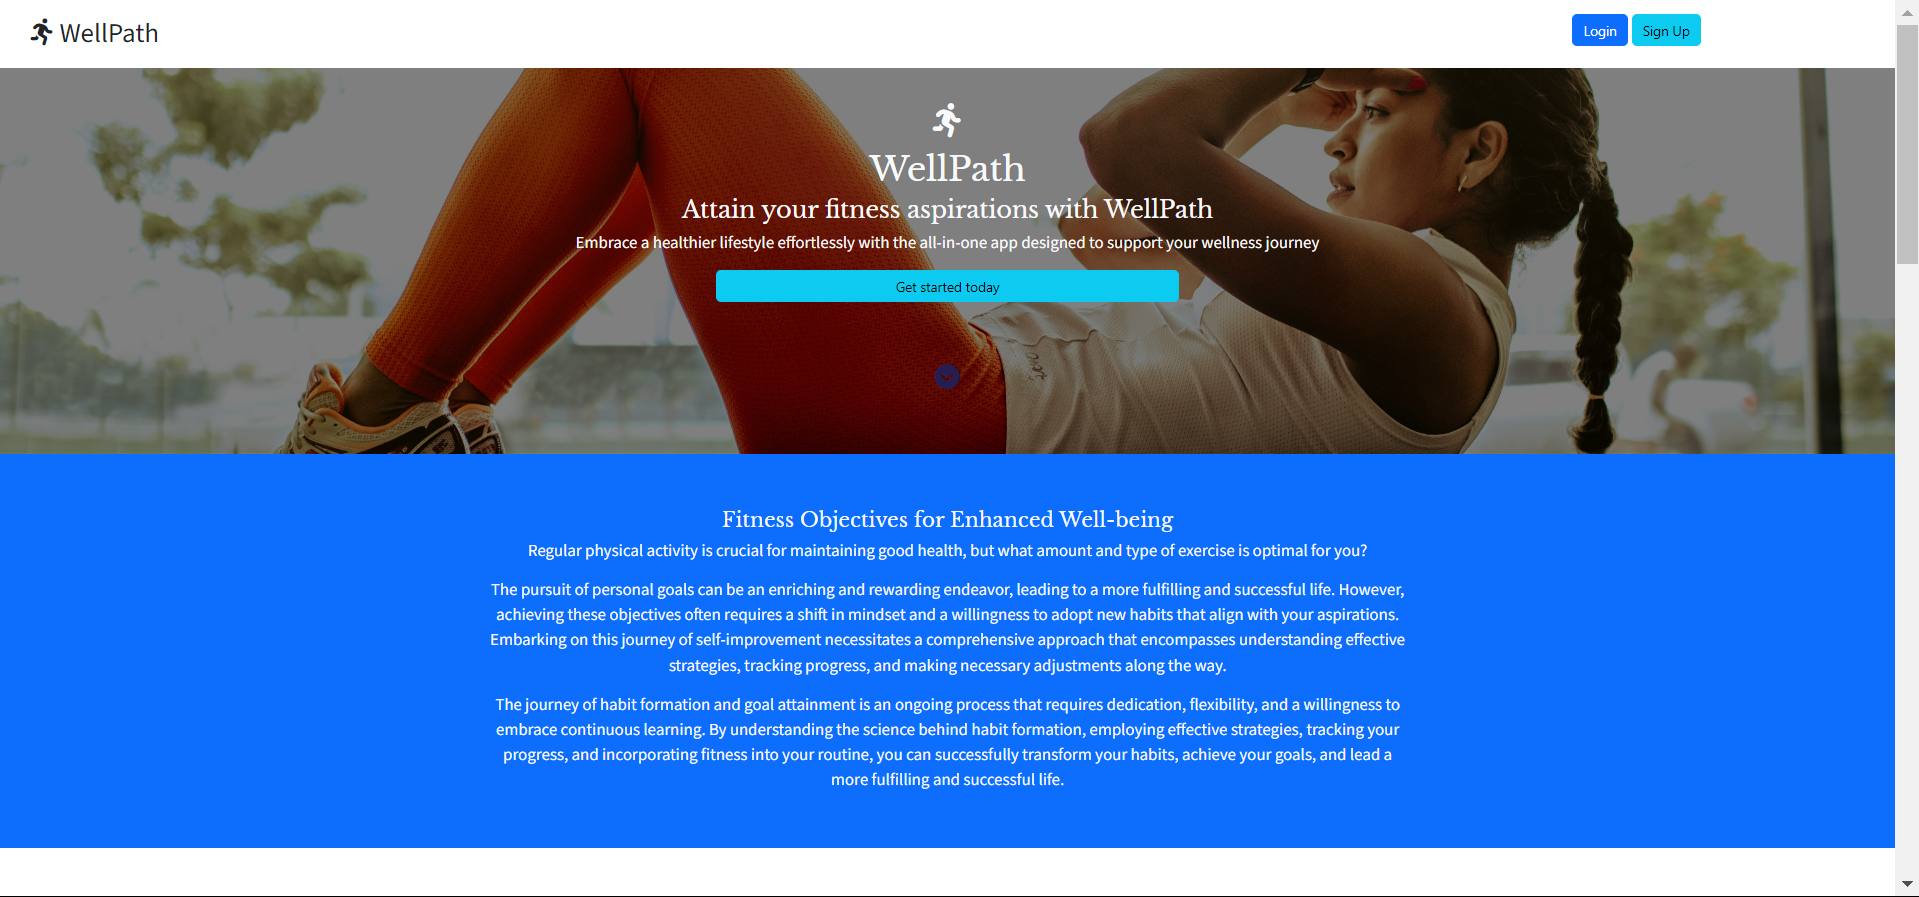 WellPath
Login
Sign Up
WellPath
Attain your fitness aspirations with WellPath
Embrace a healthier lifestyle effortlessly with the all-in-one app designed to support your wellness journey
Get started today
Fitness Objectives for Enhanced Well-being
Regular physical activity is crucial for maintaining good health, but what amount and type of exercise is optimal for you?
The pursuit of personal goals can be an enriching and rewarding endeavor, leading to a more fulfilling and successful life. However,
achieving these objectives often requires a shift in mindset and a willingness to adopt new habits that align with your aspirations.
Embarking on this journey of self-improvement necessitates a comprehensive approach that encompasses understanding effective
strategies, tracking progress, and making necessary adjustments along the way.
The journey of habit formation and goal attainment is an ongoing process that requires dedication, flexibility, and a willingness to
embrace continuous learning. By understanding the science behind habit formation, employing effective strategies, tracking your
progress, and incorporating fitness into your routine, you can successfully transform your habits, achieve your goals, and lead a
more fulfilling and successful life.